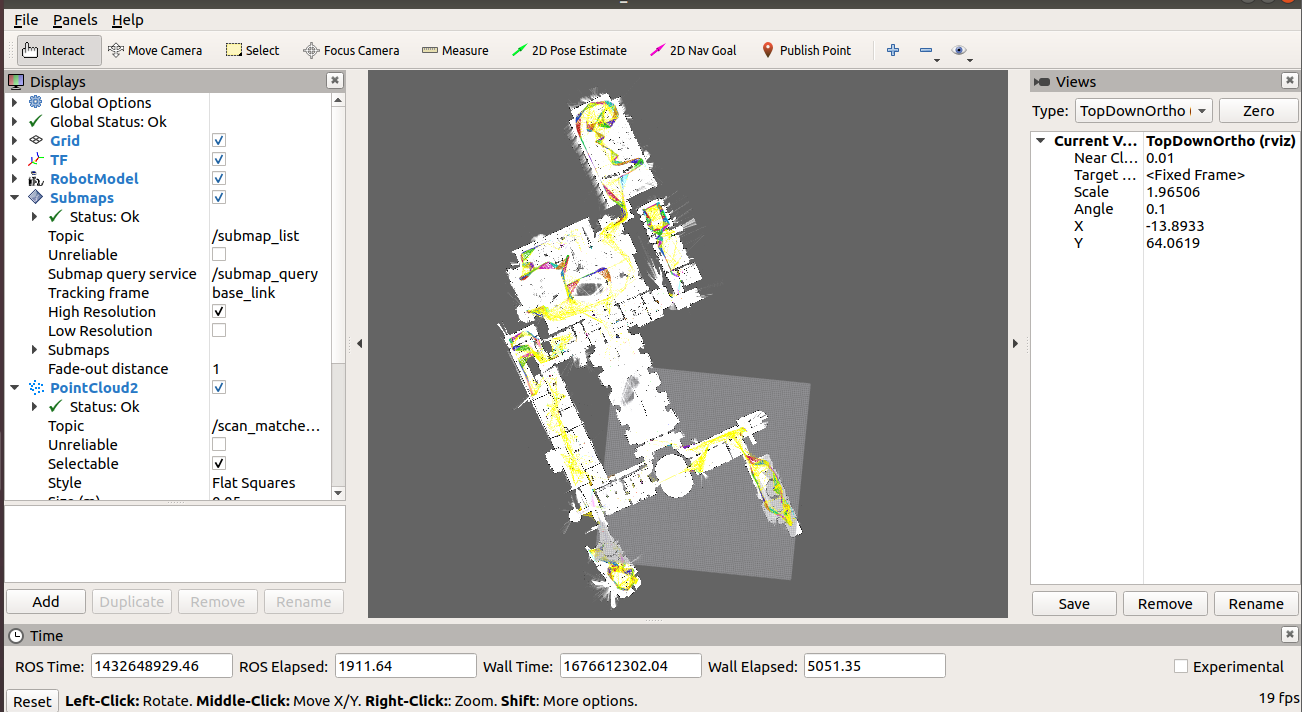 File Panels Help
Interact Move Camera Select Focus Camera Measure 2D Pose Estimate 2D Nav Goal Publish Point
Displays
Global Options
Global Status: Ok
Grid
TF
RobotModel
Submaps
Status: Ok
Topic /submap_list
Unreliable
Submap query service /submap_query
Tracking frame base_link
High Resolution
Low Resolution
Submaps
Fade-out distance 1
PointCloud2
Status: Ok
Topic /scan_matche...
Unreliable
Selectable
Style Flat Squares
Add Duplicate Remove Rename
Views
Type: TopDownOrtho Zero
Current V... TopDownOrtho (rviz)
Near Cl... 0.01
Target ... <Fixed Frame>
Scale 1.96506
Angle 0.1
X -13.8933
Y 64.0619
Save Remove Rename
Time
ROS Time: 1432648929.46 ROS Elapsed: 1911.64 Wall Time: 1676612302.04 Wall Elapsed: 5051.35 Experimental
Reset Left-Click: Rotate. Middle-Click: Move X/Y. Right-Click:: Zoom. Shift: More options. 19 fps